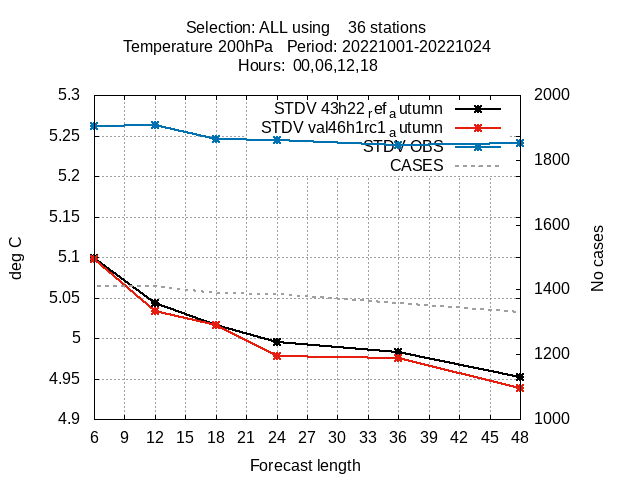 Selection: ALL using    36 stations
Temperature 200hPa   Period: 20221001-20221024
Hours:  00,06,12,18
5.3
5.25
5.2
5.15
5.1
5.05
5
4.95
4.9
deg C
STDV 43h22ref_autumn
STDV val46h1rc1_autumn
STDV OBS
CASES
2000
1800
1600
1400
1200
1000
No cases
6 9 12 15 18 21 24 27 30 33 36 39 42 45 48
Forecast length